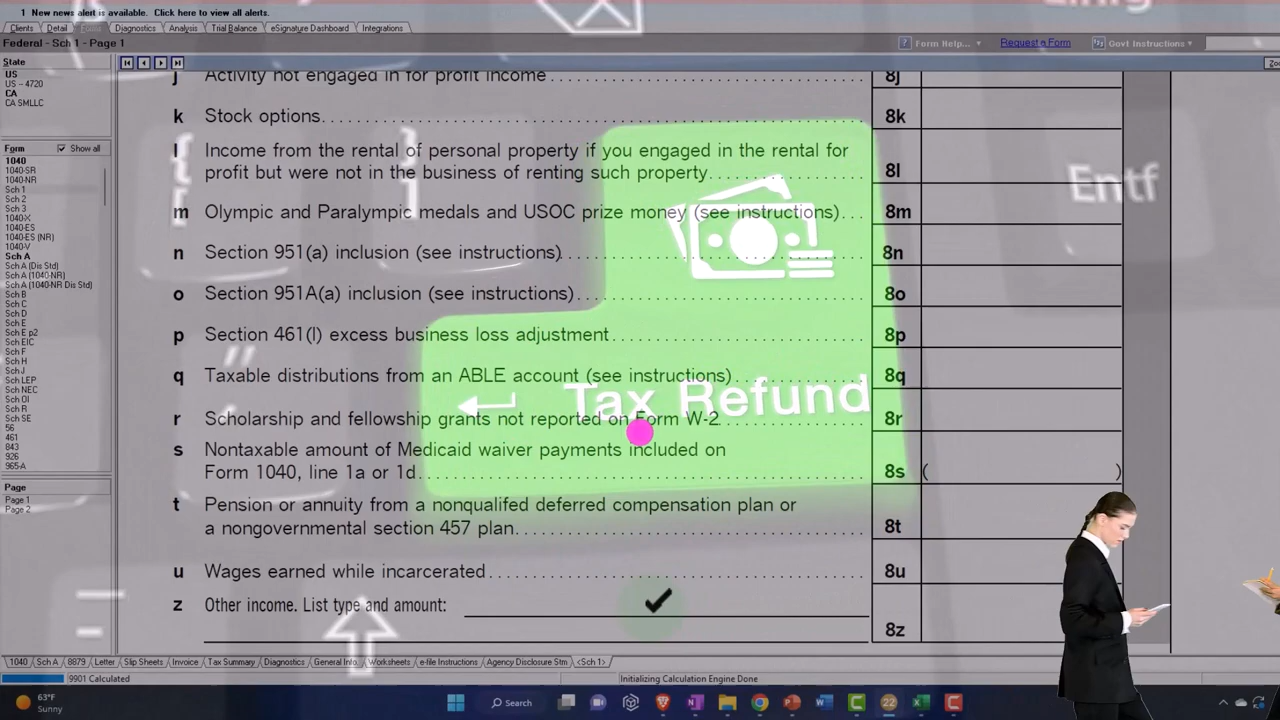 1 New news alert is available. Click here to view all alerts.
Clients Detail Forms Diagnostics Analysis Trial Balance eSignature Dashboard Integrations
Federal - Sch 1 - Page 1
Form Help...
Request a Form
Govt Instructions
State
US
US -- 4720
CA
CA SMLLC
Form
Show all
1040
1040-SR
1040-NR
Sch 1
Sch 2
Sch 3
1040-X
1040-ES
1040-ES (NR)
1040-V
Sch A
Sch A (Dis Std)
Sch A (1040-NR)
Sch A (1040-NR Dis Std)
Sch B
Sch C
Sch D
Sch E
Sch E p2
Sch EIC
Sch F
Sch H
Sch J
Sch LEP
Sch NEC
Sch OI
Sch R
Sch SE
56
461
843
926
965-A
Page
Page 1
Page 2
j Activity not engaged in for profit income 8j
k Stock options 8k
l Income from the rental of personal property if you engaged in the rental for
profit but were not in the business of renting such property 8l
m Olympic and Paralympic medals and USOC prize money (see instructions) 8m
n Section 951(a) inclusion (see instructions) 8n
o Section 951A(a) inclusion (see instructions) 8o
p Section 461(l) excess business loss adjustment 8p
q Taxable distributions from an ABLE account (see instructions) 8q
r Scholarship and fellowship grants not reported on Form W-2 8r
s Nontaxable amount of Medicaid waiver payments included on
Form 1040, line 1a or 1d 8s ( )
t Pension or annuity from a nonqualifed deferred compensation plan or
a nongovernmental section 457 plan 8t
u Wages earned while incarcerated 8u
z Other income. List type and amount:
8z
Tax Refund
Entf
1040 Sch A 8879 Letter Slip Sheets Invoice Tax Summary Diagnostics General Info. Worksheets e-file Instructions Agency Disclosure Stm <Sch 1>
9901 Calculated
Initializing Calculation Engine Done
63°F
Sunny
Search
22